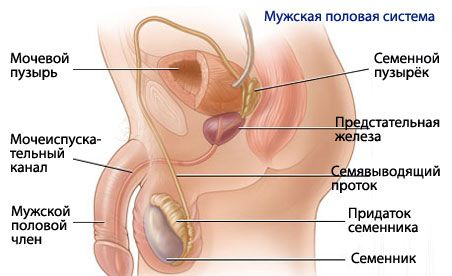 Мужская половая система
Мочевой
пузырь
Мочеиспуска-
тельный
канал
Мужской
половой
член
Семенной
пузырёк
Предстательная
железа
Семявыводящий
проток
Придаток
семенника
Семенник